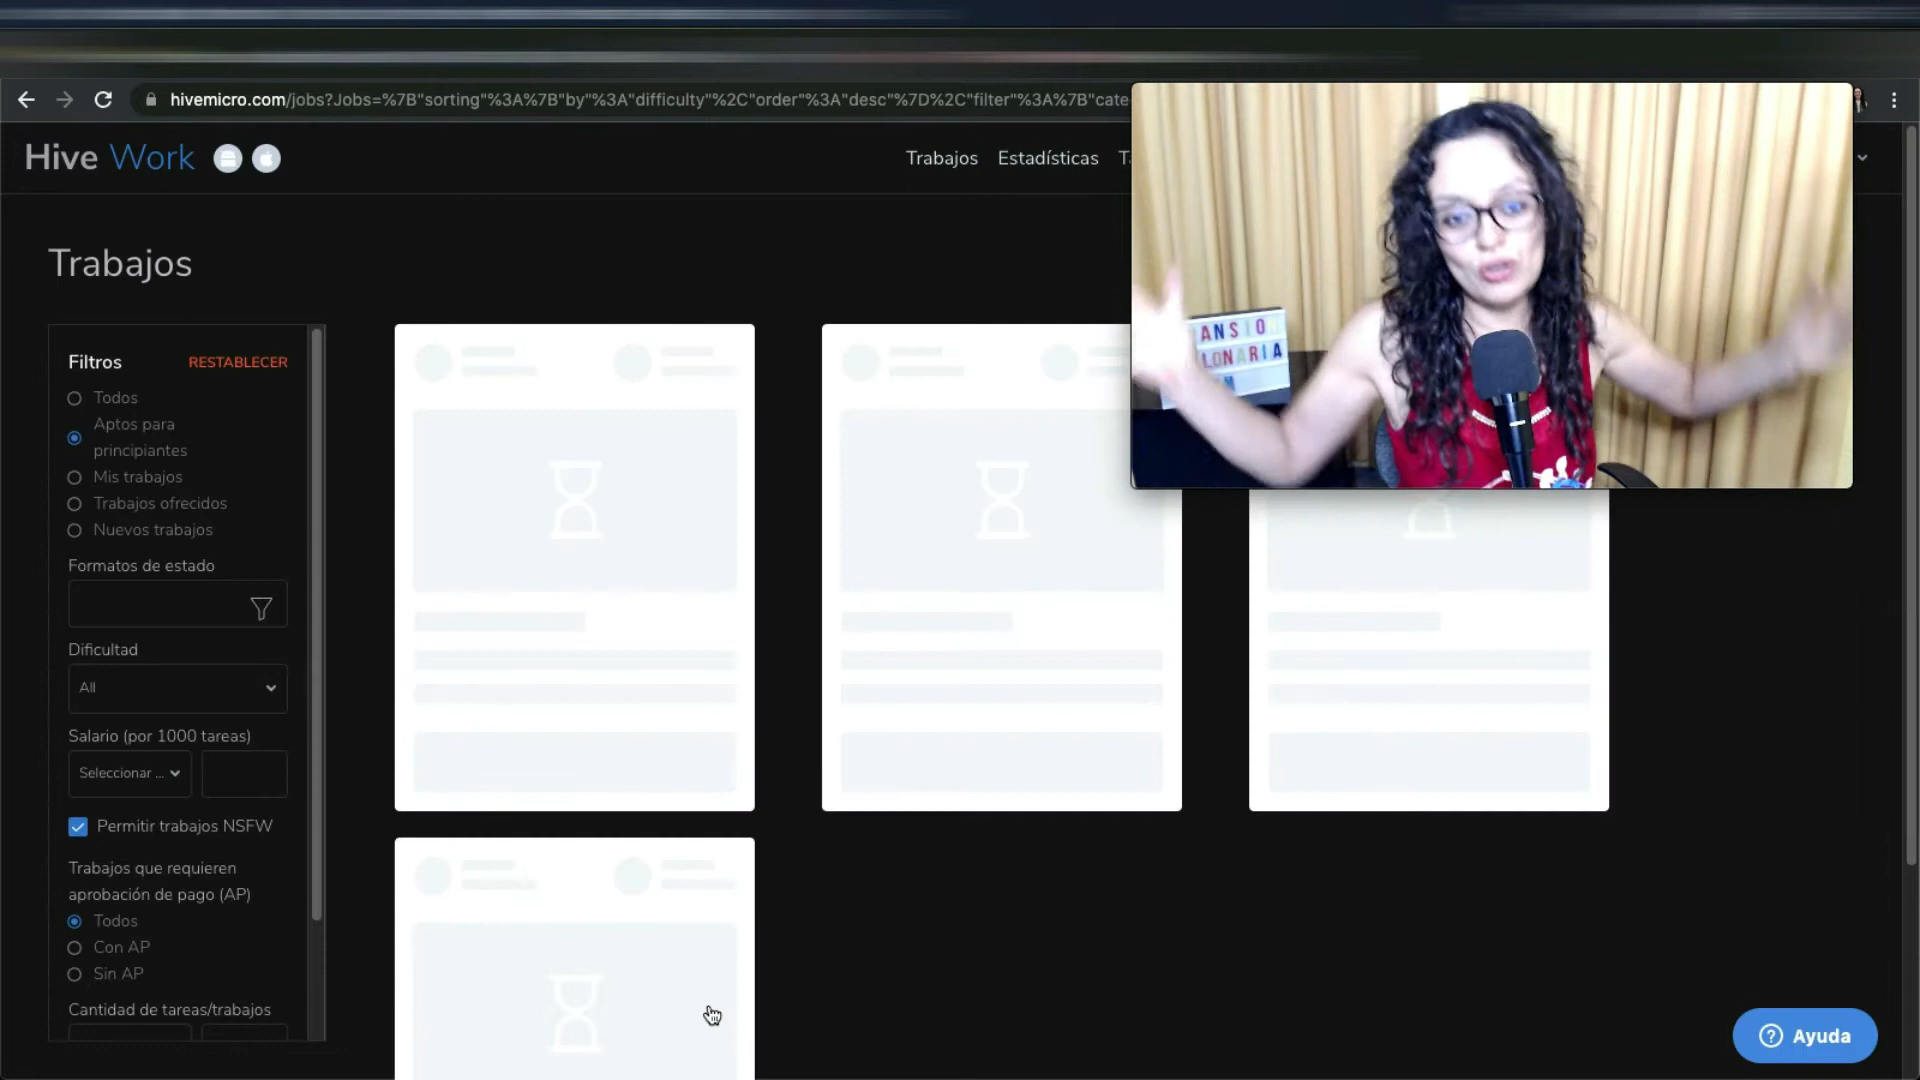 hivemicro.com/jobs?Jobs=%7B"sorting"%3A%7B"by"%3A"difficulty"%2C"order"%3A"desc"%7D%2C"filter"%3A%7B"cate
Hive Work
Trabajos Estadísticas
Trabajos
ANSIO
LONARIA
Filtros RESTABLECER
Todos
Aptos para
principiantes
Mis trabajos
Trabajos ofrecidos
Nuevos trabajos
Formatos de estado
Dificultad
All
Salario (por 1000 tareas)
Seleccionar ...
Permitir trabajos NSFW
Trabajos que requieren
aprobación de pago (AP)
Todos
Con AP
Sin AP
Cantidad de tareas/trabajos
Ayuda